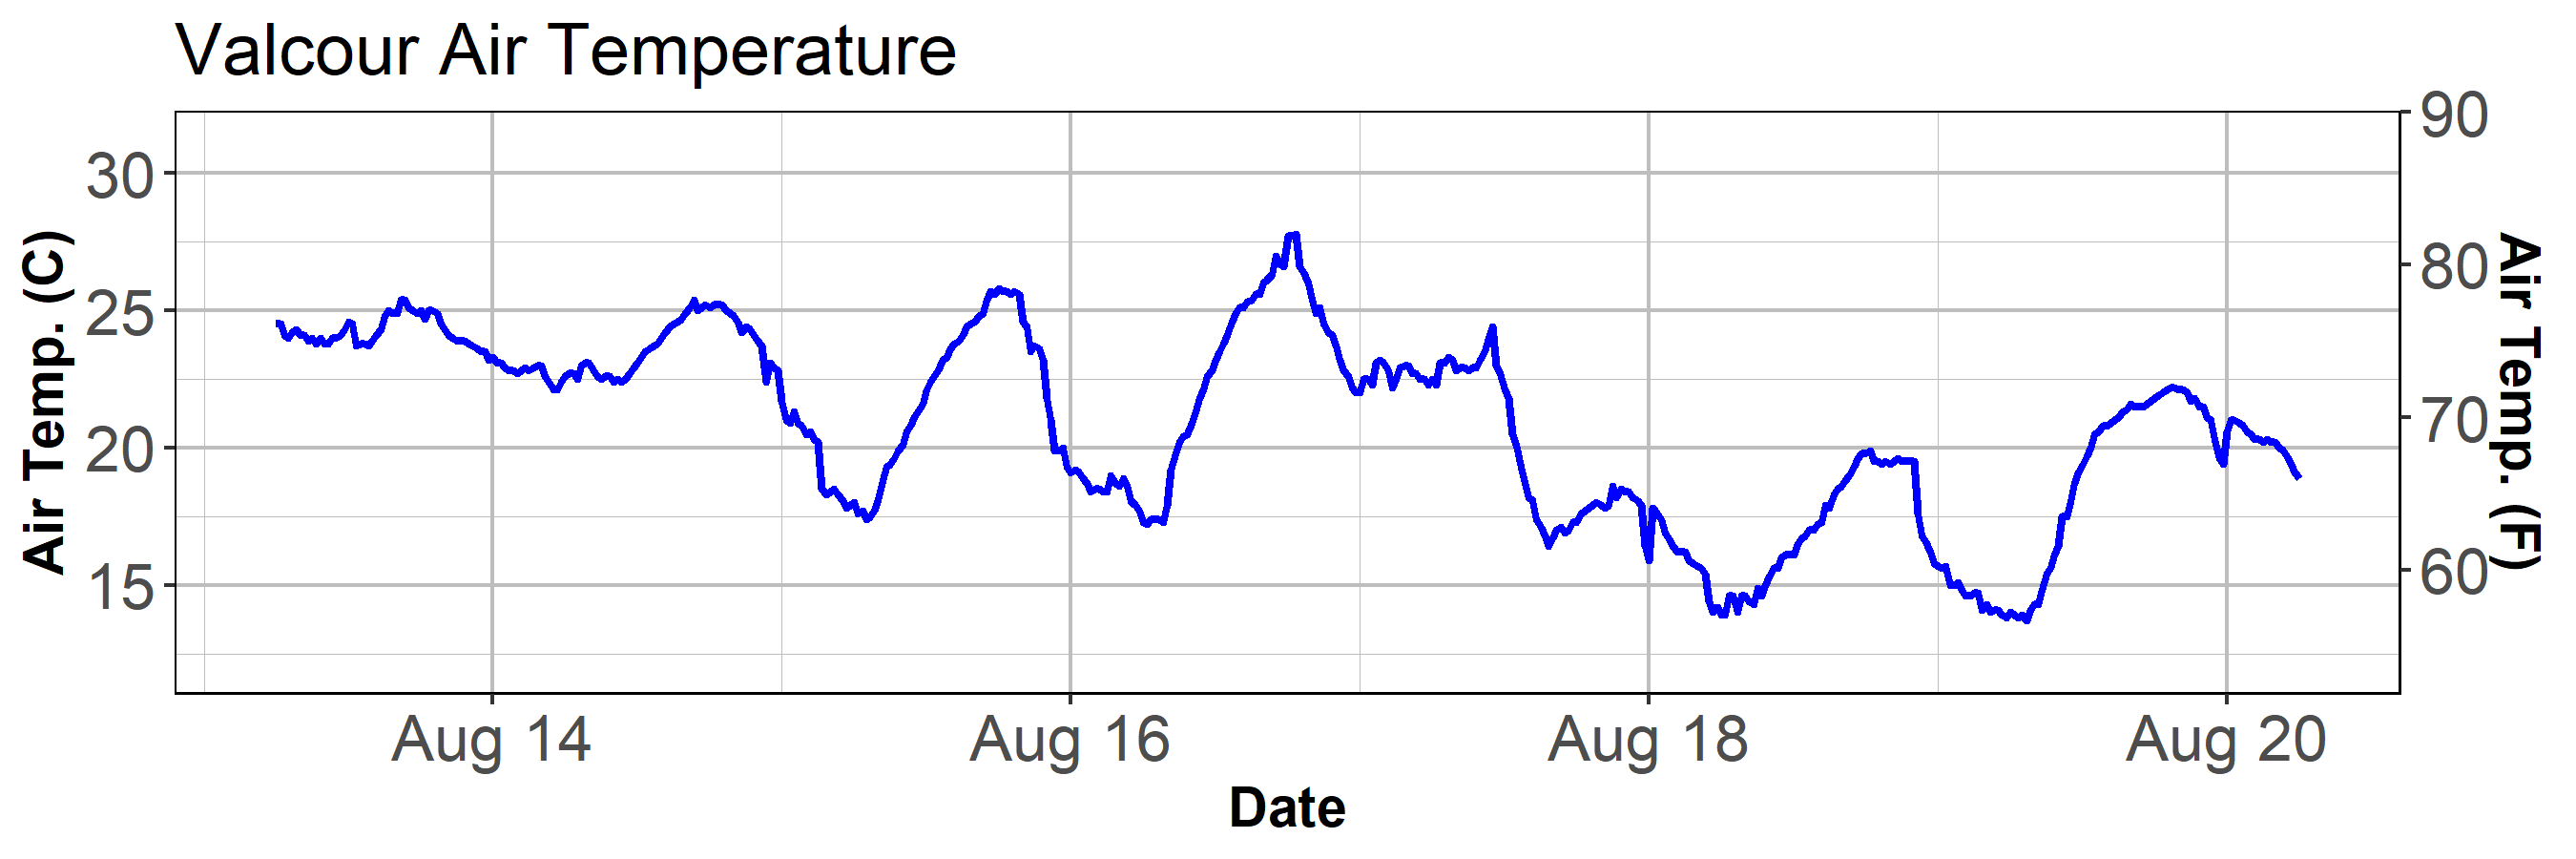 Valcour Air Temperature
Air Temp. (C)
30
25
20
15
90
80
70
60
Air Temp. (F)
Aug 14
Aug 16
Aug 18
Aug 20
Date